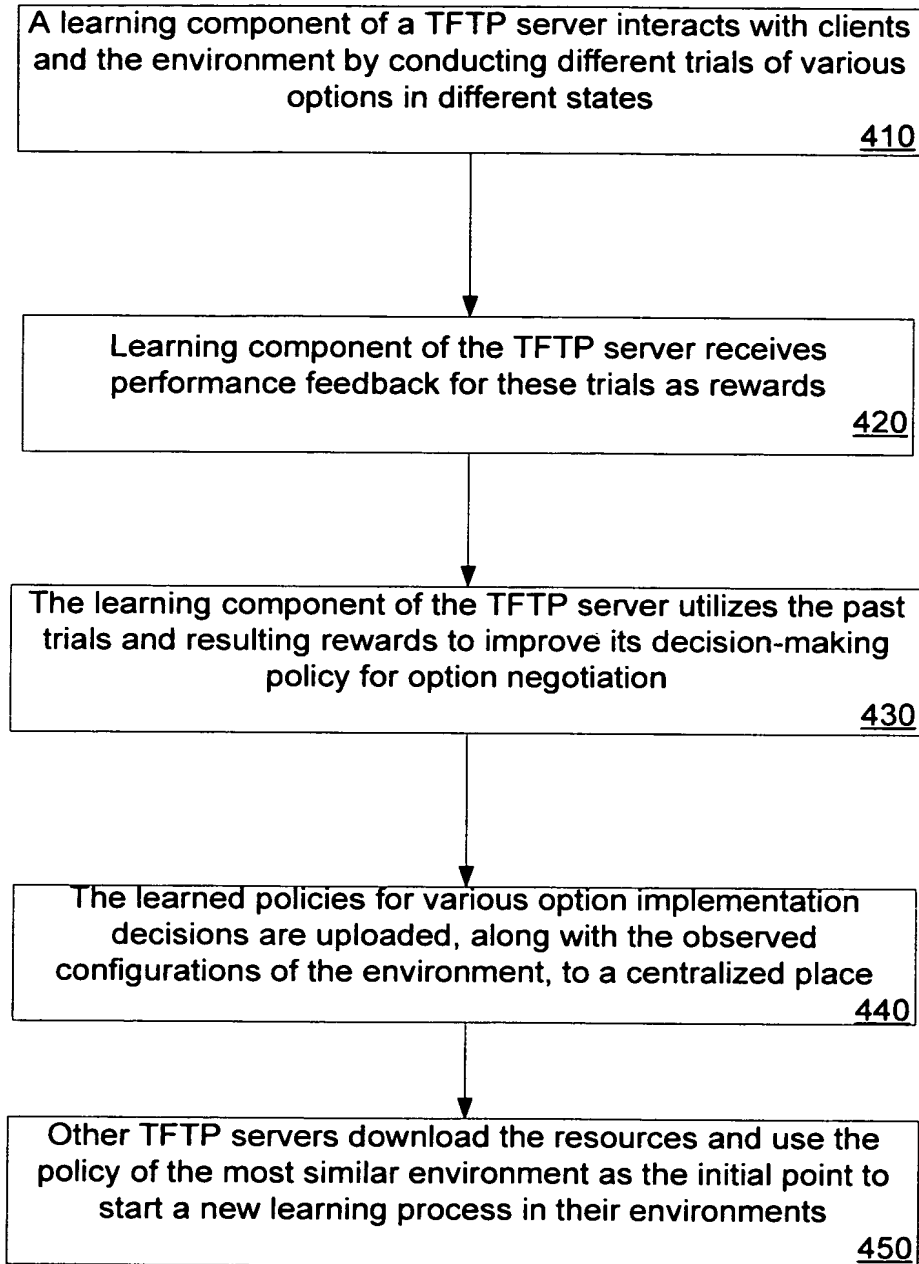 A learning component of a TFTP server interacts with clients
and the environment by conducting different trials of various
options in different states
410
Learning component of the TFTP server receives
performance feedback for these trials as rewards
420
The learning component of the TFTP server utilizes the past
trials and resulting rewards to improve its decision-making
policy for option negotiation
430
The learned policies for various option implementation
decisions are uploaded, along with the observed
configurations of the environment, to a centralized place
440
Other TFTP servers download the resources and use the
policy of the most similar environment as the initial point to
start a new learning process in their environments
450